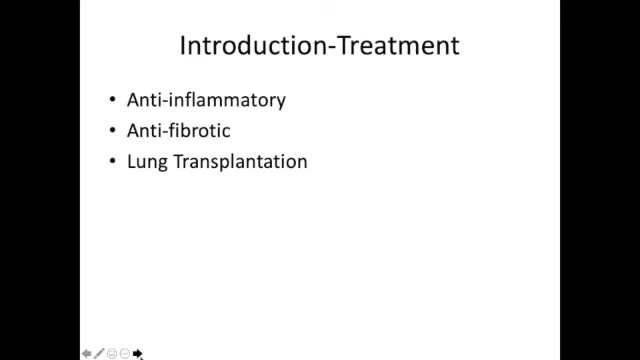 Introduction-Treatment
• Anti-inflammatory
• Anti-fibrotic
• Lung Transplantation